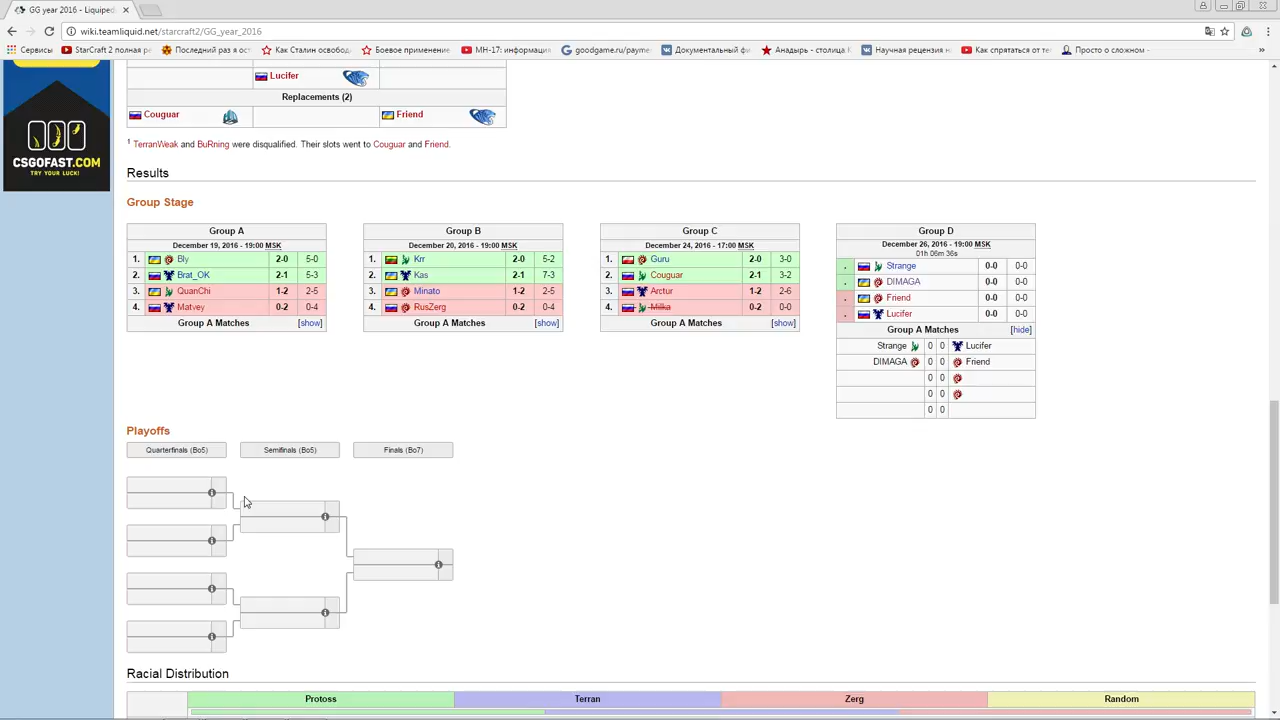 GG year 2016 - Liquiped
wiki.teamliquid.net/starcraft2/GG_year_2016
Сервисы StarCraft 2 полная ре Последний раз я ост Как Сталин освобожд Боевое применение MH-17: информаци goodgame.ru/payme Документальный фи Анадырь - столица Научная рецензия н Как спрятаться от те Просто о сложном -
CSGOFAST.COM
TRY YOUR LUCK!
Lucifer
Replacements (2)
Couguar Friend
1 TerranWeak and BuRning were disqualified. Their slots went to Couguar and Friend.
Results
Group Stage
Group A
December 19, 2016 - 19:00 MSK
1. Bly 2-0 5-0
2. Brat_OK 2-1 5-3
3. QuanChi 1-2 2-5
4. Matvey 0-2 0-4
Group A Matches [show]
Group B
December 20, 2016 - 19:00 MSK
1. Krr 2-0 5-2
2. Kas 2-1 7-3
3. Minato 1-2 2-5
4. RusZerg 0-2 0-4
Group A Matches [show]
Group C
December 24, 2016 - 17:00 MSK
1. Guru 2-0 3-0
2. Couguar 2-1 3-2
3. Arctur 1-2 2-6
4. Milka 0-2 0-0
Group A Matches [show]
Group D
December 26, 2016 - 19:00 MSK
01h 06m 36s
. Strange 0-0 0-0
. DIMAGA 0-0 0-0
. Friend 0-0 0-0
. Lucifer 0-0 0-0
Group A Matches [hide]
Strange 0 0 Lucifer
DIMAGA 0 0 Friend
0 0
0 0
0 0
Playoffs
Quarterfinals (Bo5) Semifinals (Bo5) Finals (Bo7)
Racial Distribution
Protoss Terran Zerg Random